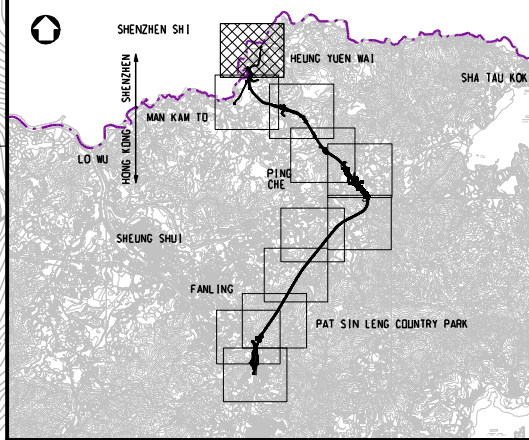 SHENZHEN SHI
HEUNG YUEN WAI
SHENZHEN
SHA TAU KOK
MAN KAM TO
HONG KONG
LO WU
PING
CHE
SHEUNG SHUI
FANLING
PAT SIN LENG COUNTRY PARK